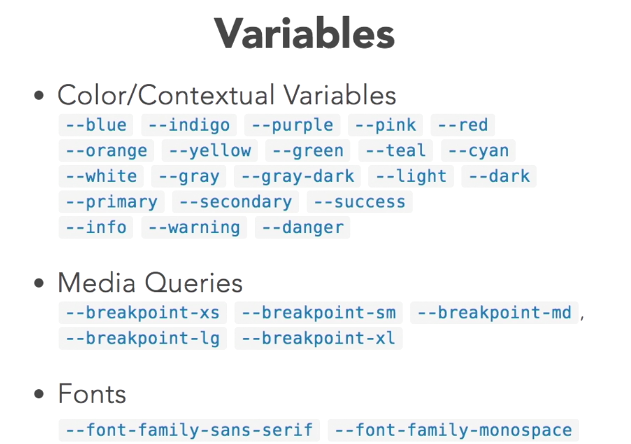 Variables
• Color/Contextual Variables
--blue --indigo --purple --pink --red
--orange --yellow --green --teal --cyan
--white --gray --gray-dark --light --dark
--primary --secondary --success
--info --warning --danger
• Media Queries
--breakpoint-xs --breakpoint-sm --breakpoint-md ,
--breakpoint-lg --breakpoint-xl
• Fonts
--font-family-sans-serif --font-family-monospace